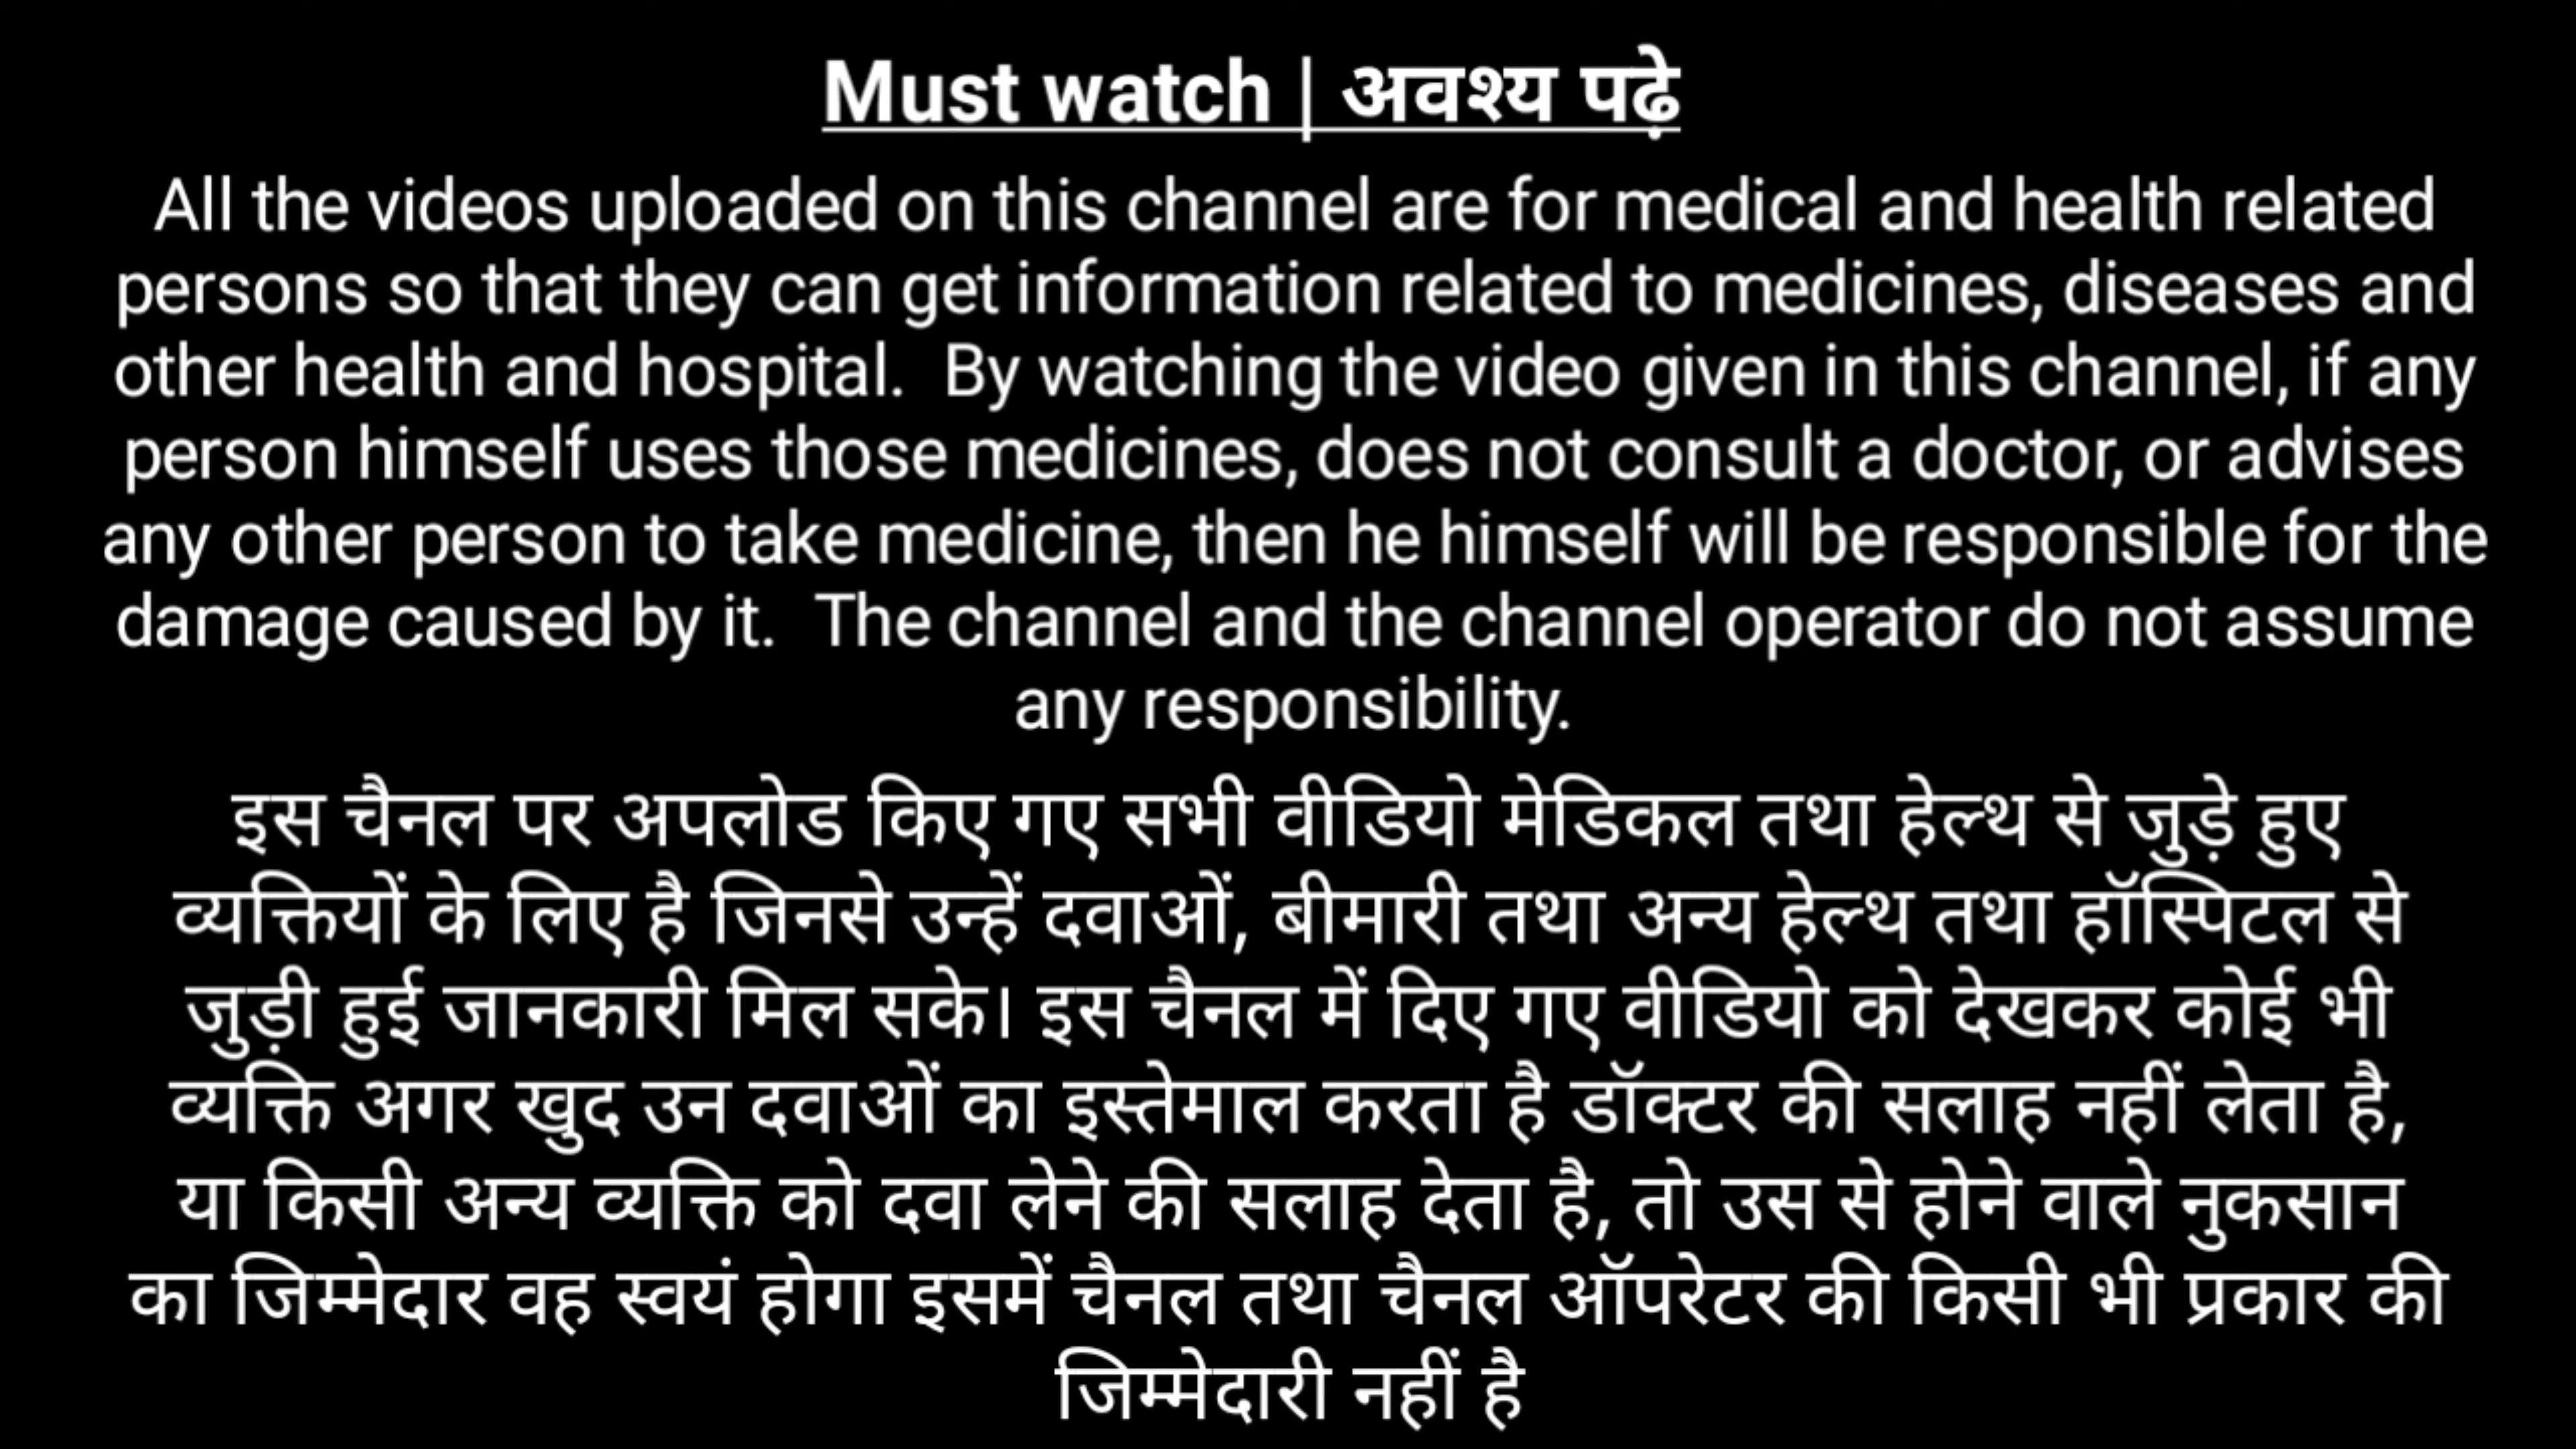 Must watch | अवश्य पढ़े
All the videos uploaded on this channel are for medical and health related
persons so that they can get information related to medicines, diseases and
other health and hospital.  By watching the video given in this channel, if any
person himself uses those medicines, does not consult a doctor, or advises
any other person to take medicine, then he himself will be responsible for the
damage caused by it.  The channel and the channel operator do not assume
any responsibility.
इस चैनल पर अपलोड किए गए सभी वीडियो मेडिकल तथा हेल्थ से जुड़े हुए
व्यक्तियों के लिए है जिनसे उन्हें दवाओं, बीमारी तथा अन्य हेल्थ तथा हॉस्पिटल से
जुड़ी हुई जानकारी मिल सके। इस चैनल में दिए गए वीडियो को देखकर कोई भी
व्यक्ति अगर खुद उन दवाओं का इस्तेमाल करता है डॉक्टर की सलाह नहीं लेता है,
या किसी अन्य व्यक्ति को दवा लेने की सलाह देता है, तो उस से होने वाले नुकसान
का जिम्मेदार वह स्वयं होगा इसमें चैनल तथा चैनल ऑपरेटर की किसी भी प्रकार की
जिम्मेदारी नहीं है